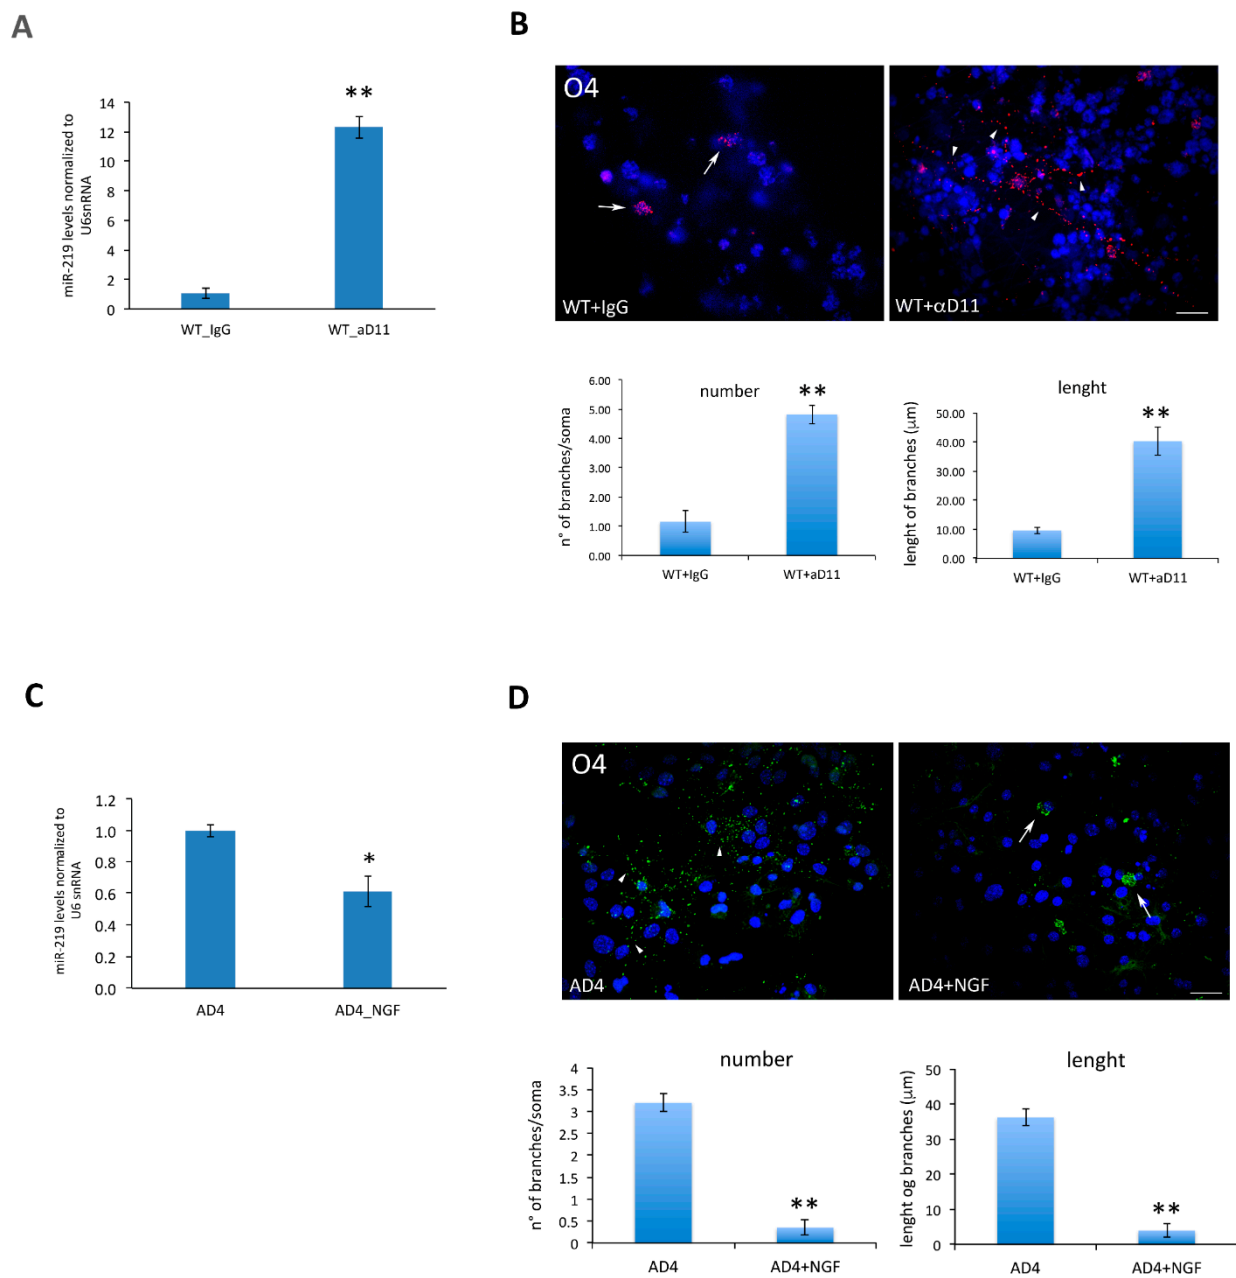 A
miR-219 levels normalized to
U6snRNA
14
12
10
8
6
4
2
0
**
WT_IgG
WT_aD11
B
O4
WT+IgG
WT+αD11
number
n° of branches/soma
6.00
5.00
4.00
3.00
2.00
1.00
0.00
**
WT+IgG
WT+aD11
lenght
lenght of branches (μm)
50.00
40.00
30.00
20.00
10.00
0.00
**
WT+IgG
WT+aD11
C
miR-219 levels normalized to
U6 snRNA
1.2
1.0
0.8
0.6
0.4
0.2
0.0
*
AD4
AD4_NGF
D
O4
AD4
AD4+NGF
number
n° of branches/soma
4
3.5
3
2.5
2
1.5
1
0.5
0
**
AD4
AD4+NGF
lenght
lenght og branches (μm)
50
40
30
20
10
0
**
AD4
AD4+NGF